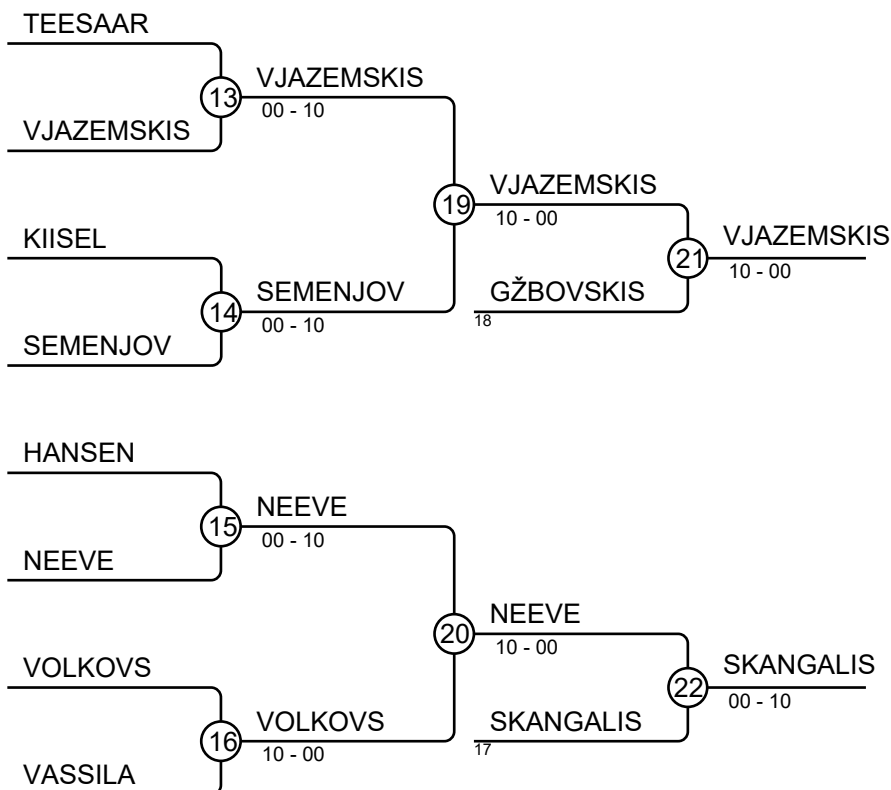 TEESAAR
13
VJAZEMSKIS
00 - 10
VJAZEMSKIS
19
VJAZEMSKIS
10 - 00
KIISEL
21
VJAZEMSKIS
10 - 00
14
SEMENJOV
00 - 10
GŽBOVSKIS
18
SEMENJOV
HANSEN
15
NEEVE
00 - 10
NEEVE
20
NEEVE
10 - 00
VOLKOVS
22
SKANGALIS
00 - 10
16
VOLKOVS
10 - 00
SKANGALIS
17
VASSILA